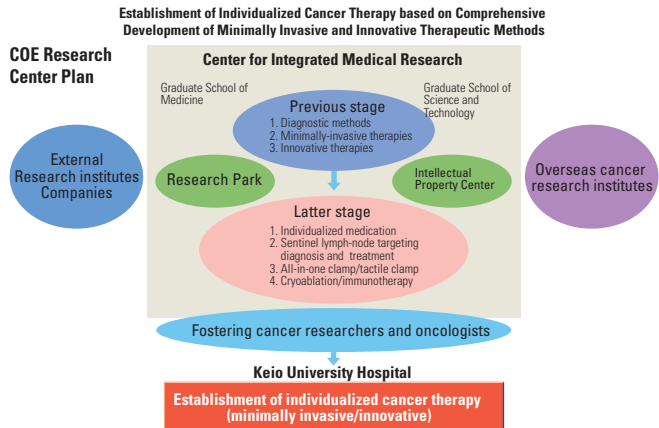 Establishment of Individualized Cancer Therapy based on Comprehensive
Development of Minimally Invasive and Innovative Therapeutic Methods
COE Research
Center Plan
Center for Integrated Medical Research
Graduate School of
Medicine
Graduate School of
Science and
Technology
Previous stage
1. Diagnostic methods
2. Minimally-invasive therapies
3. Innovative therapies
External
Research institutes
Companies
Research Park
Intellectual
Property Center
Overseas cancer
research institutes
Latter stage
1. Individualized medication
2. Sentinel lymph-node targeting
diagnosis and treatment
3. All-in-one clamp/tactile clamp
4. Cryoablation/immunotherapy
Fostering cancer researchers and oncologists
Keio University Hospital
Establishment of individualized cancer therapy
(minimally invasive/innovative)